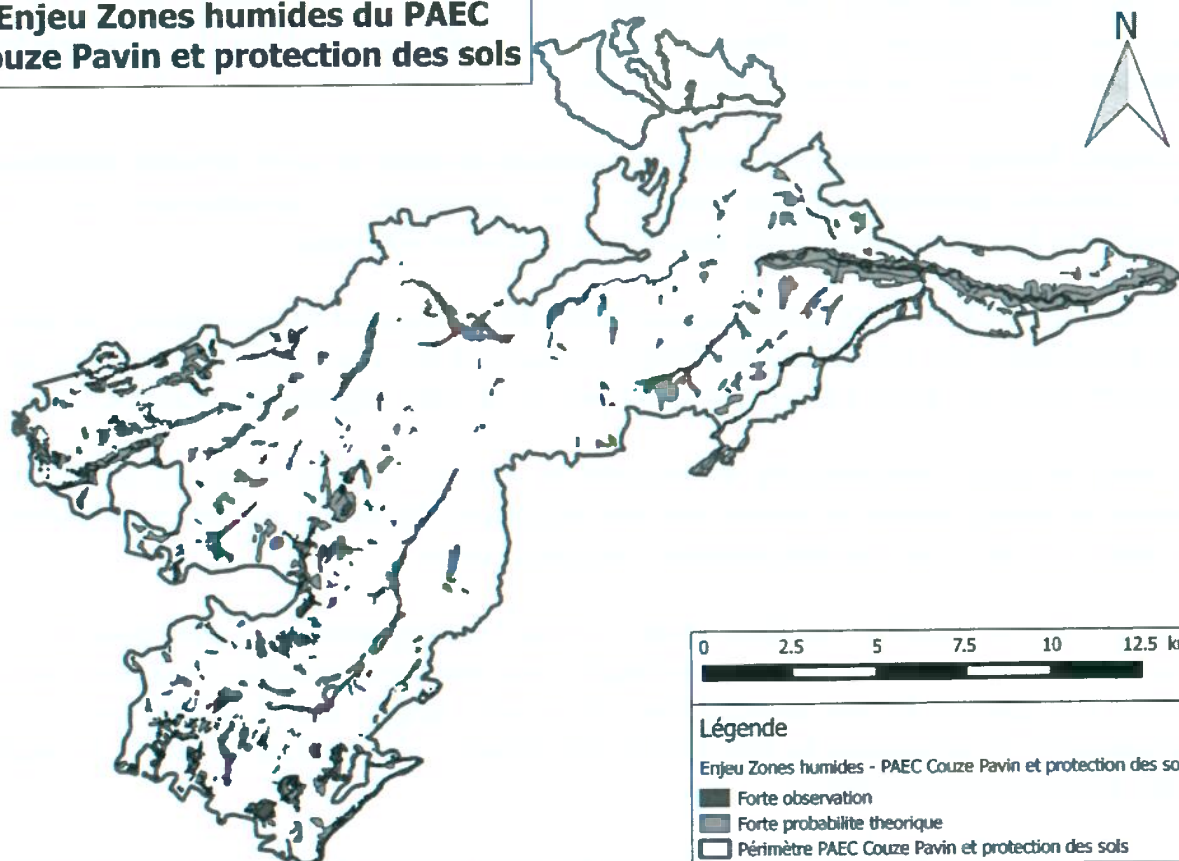 Enjeu Zones humides du PAEC
ouze Pavin et protection des sols
N
0 2.5 5 7.5 10 12.5 k
Légende
Enjeu Zones humides - PAEC Couze Pavin et protection des so
Forte observation
Forte probabilite theorique
Périmètre PAEC Couze Pavin et protection des sols